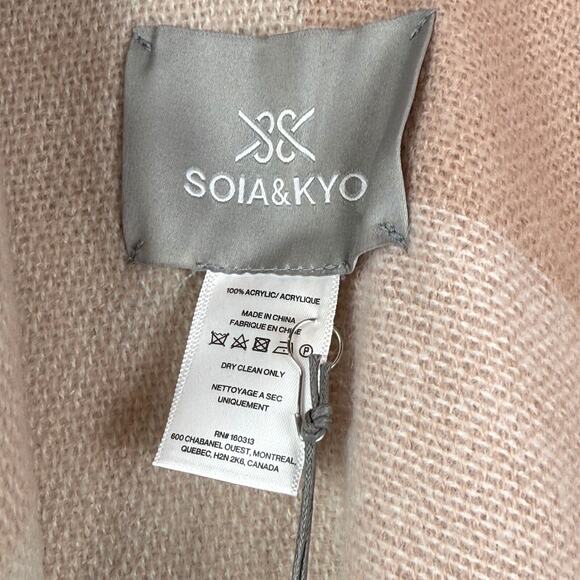 SOIA&KYO
100% ACRYLIC/ ACRYLIQUE
MADE IN CHINA
FABRIQUE EN CHINE
P
DRY CLEAN ONLY
NETTOYAGE A SEC
UNIQUEMENT
RN# 160313
600 CHABANEL OUEST, MONTREAL,
QUEBEC, H2N 2K6, CANADA